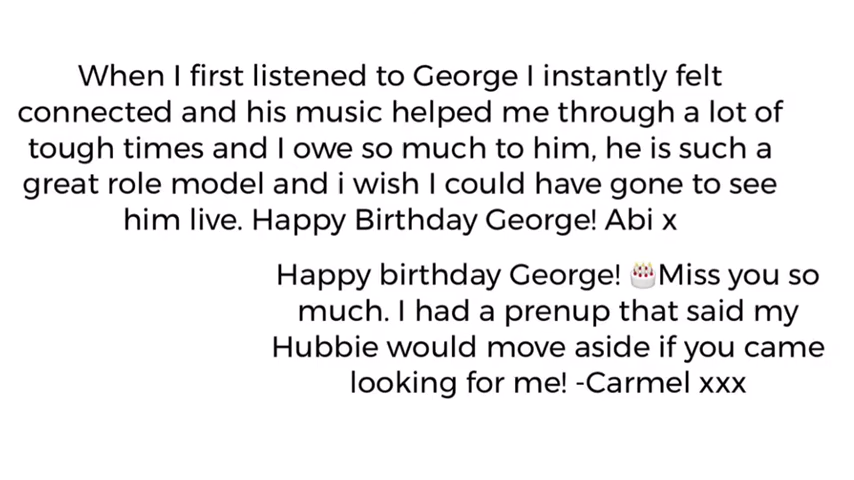 When I first listened to George I instantly felt
connected and his music helped me through a lot of
tough times and I owe so much to him, he is such a
great role model and i wish I could have gone to see
him live. Happy Birthday George! Abi x
Happy birthday George! 🎂Miss you so
much. I had a prenup that said my
Hubbie would move aside if you came
looking for me! -Carmel xxx